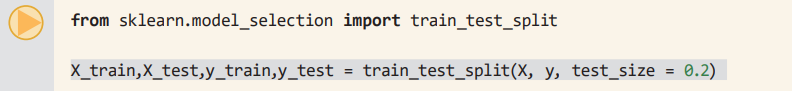 from sklearn.model_selection import train_test_split
X_train,X_test,y_train,y_test = train_test_split(X, y, test_size = 0.2)